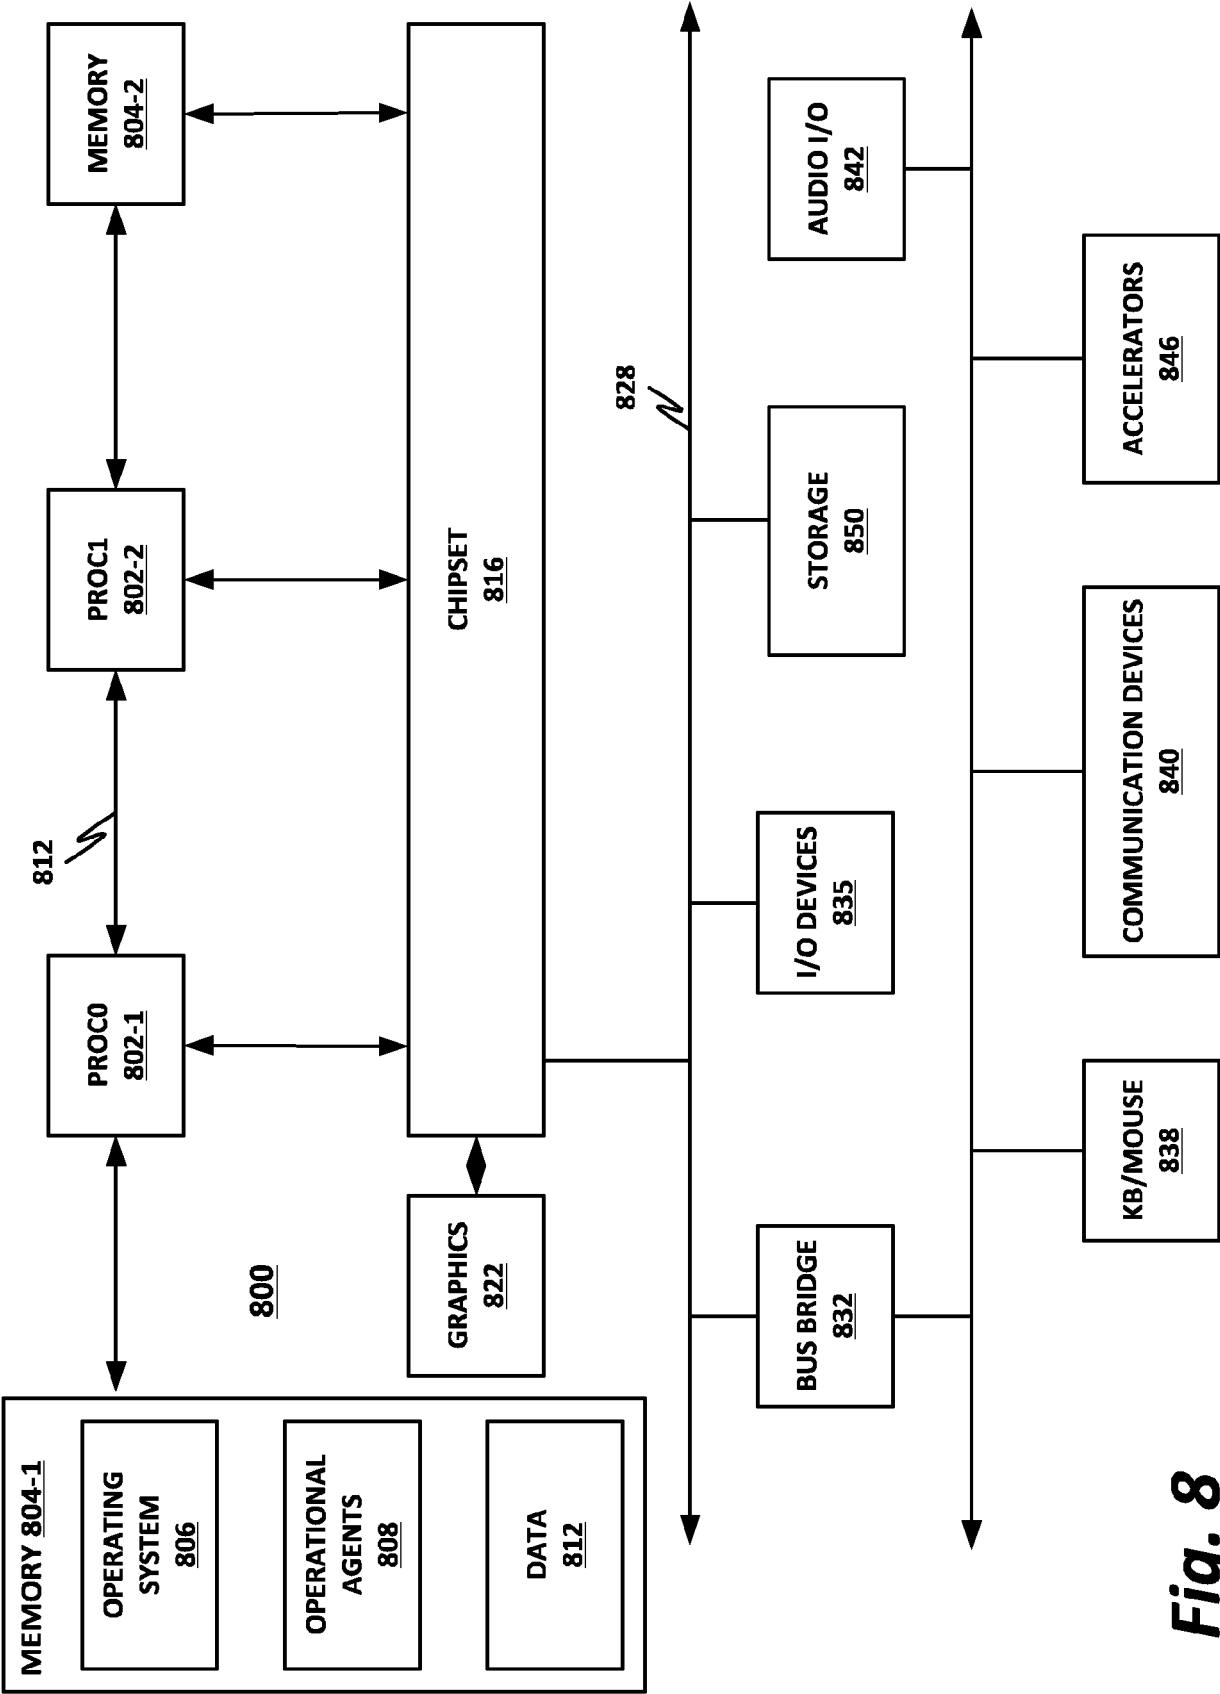 MEMORY 804-1
OPERATING
SYSTEM
806
OPERATIONAL
AGENTS
808
DATA
812
PROC0
802-1
812
PROC1
802-2
MEMORY
804-2
800
GRAPHICS
822
CHIPSET
816
828
BUS BRIDGE
832
I/O DEVICES
835
STORAGE
850
AUDIO I/O
842
KB/MOUSE
838
COMMUNICATION DEVICES
840
ACCELERATORS
846
Fig. 8